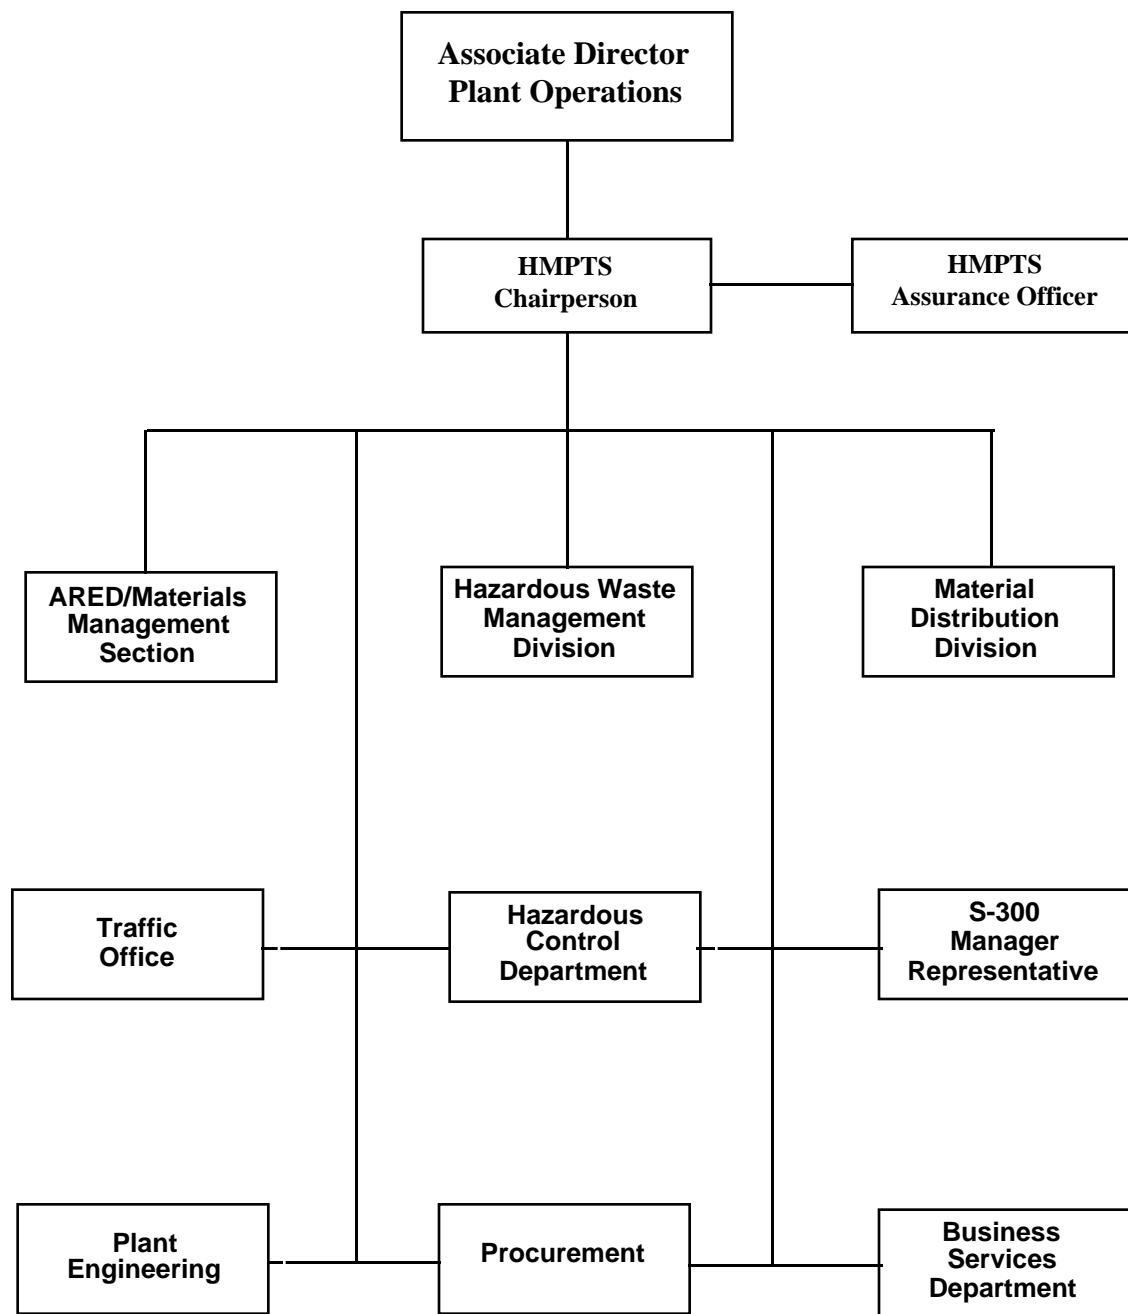 Associate Director
Plant Operations
HMPTS
Chairperson
HMPTS
Assurance Officer
ARED/Materials
Management
Section
Hazardous Waste
Management
Division
Material
Distribution
Division
Traffic
Office
Hazardous
Control
Department
S-300
Manager
Representative
Plant
Engineering
Procurement
Business
Services
Department